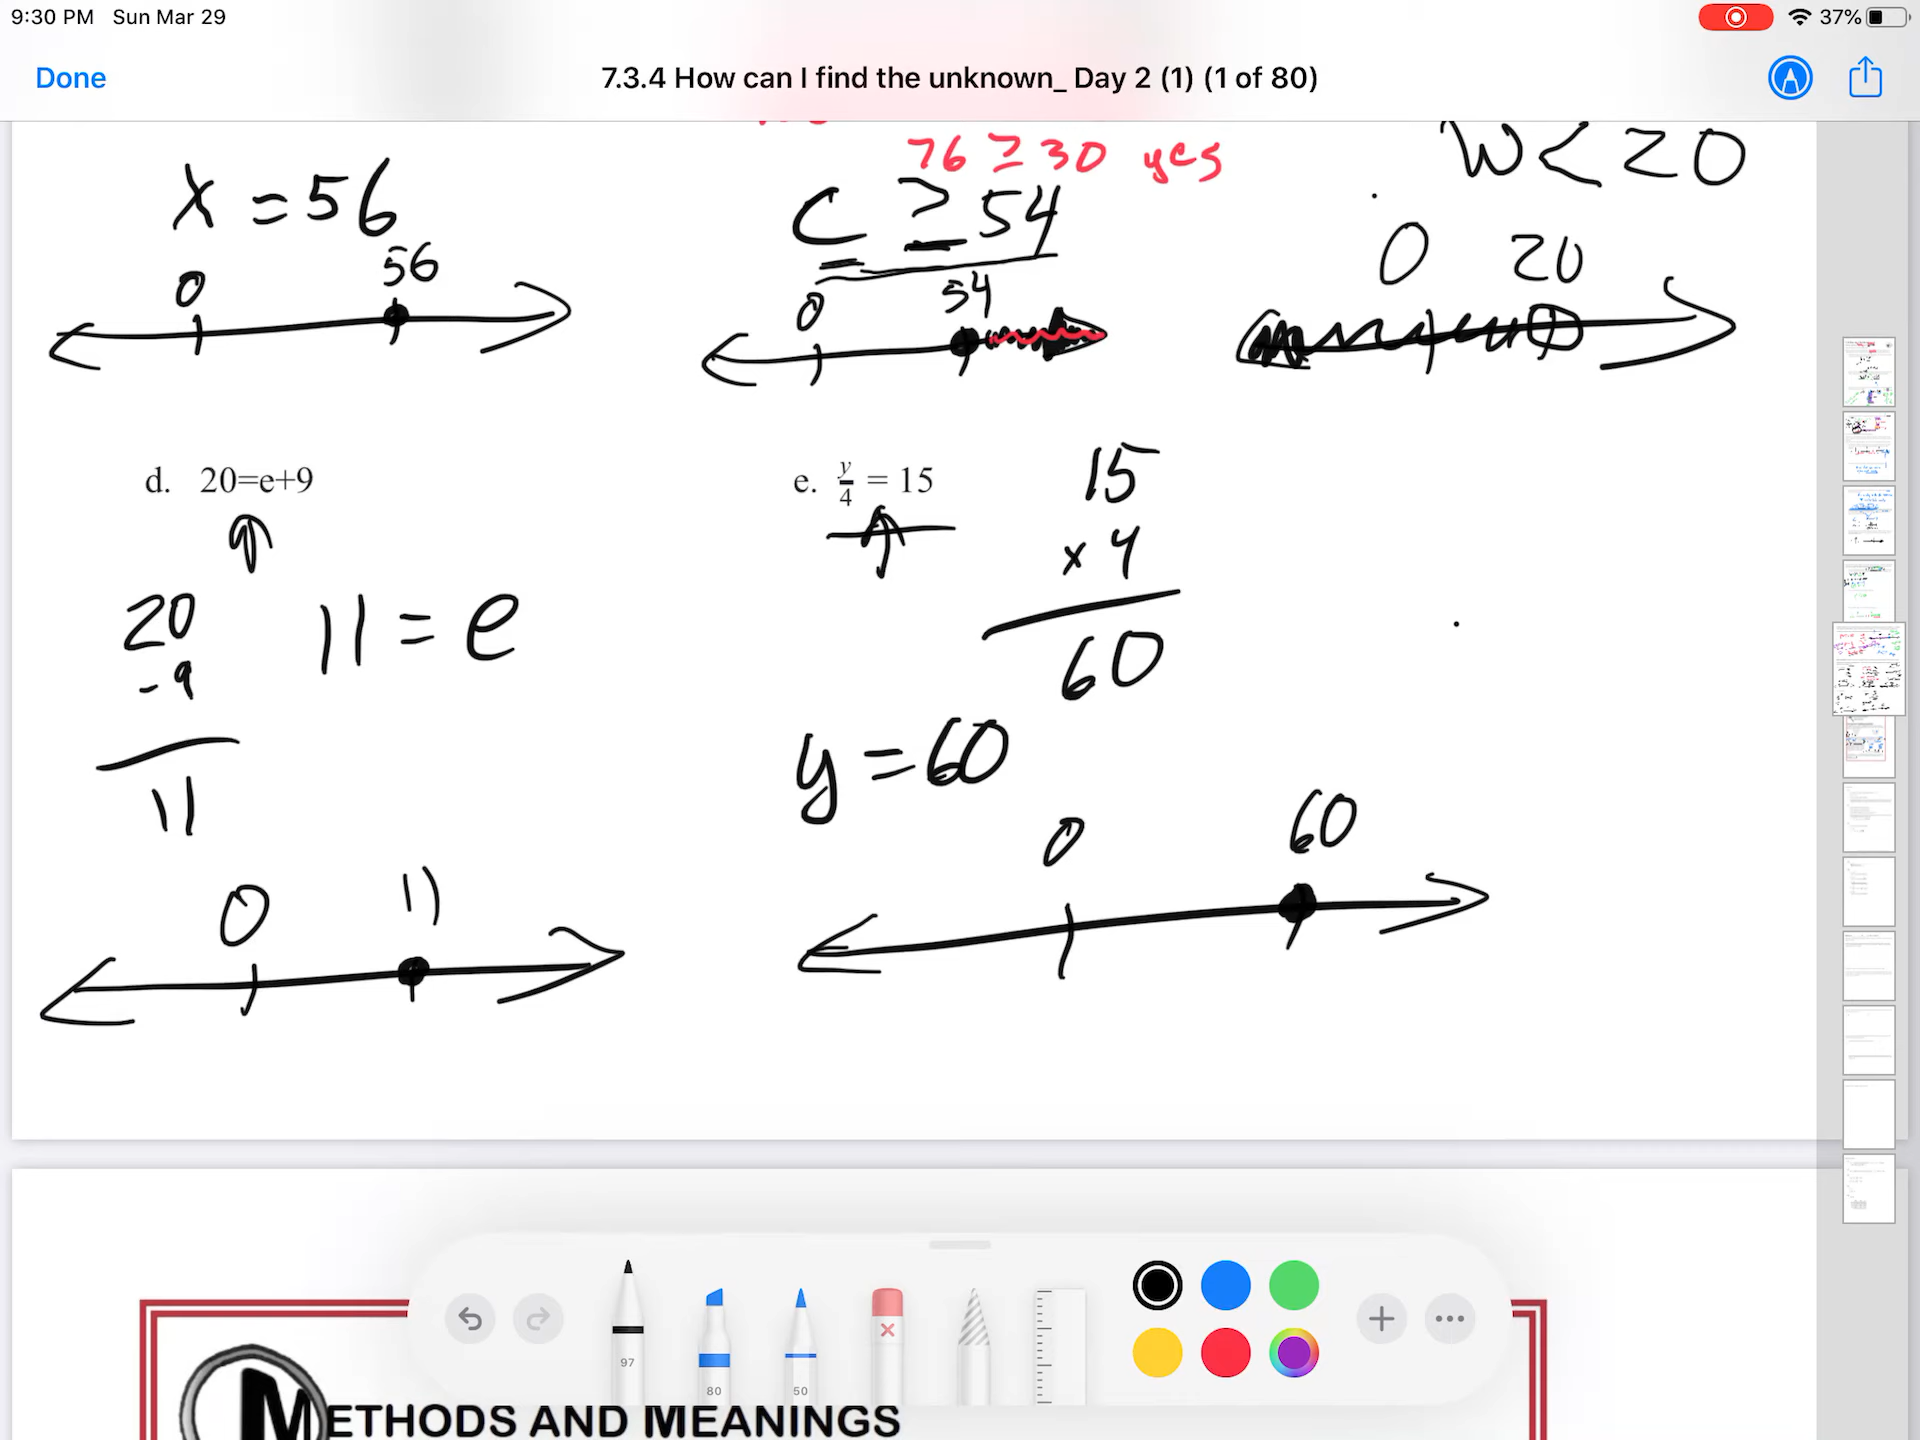 9:30 PM Sun Mar 29
37%
Done
7.3.4 How can I find the unknown_ Day 2 (1) (1 of 80)
76 ≥ 30 yes
x = 56
0
56
C ≥ 54
0
54
W < 20
0
20
d. 20=e+9
20
-9
11
11 = e
0
11
e. y/4 = 15
15
x 4
60
y = 60
0
60
METHODS AND MEANINGS
97
80
50